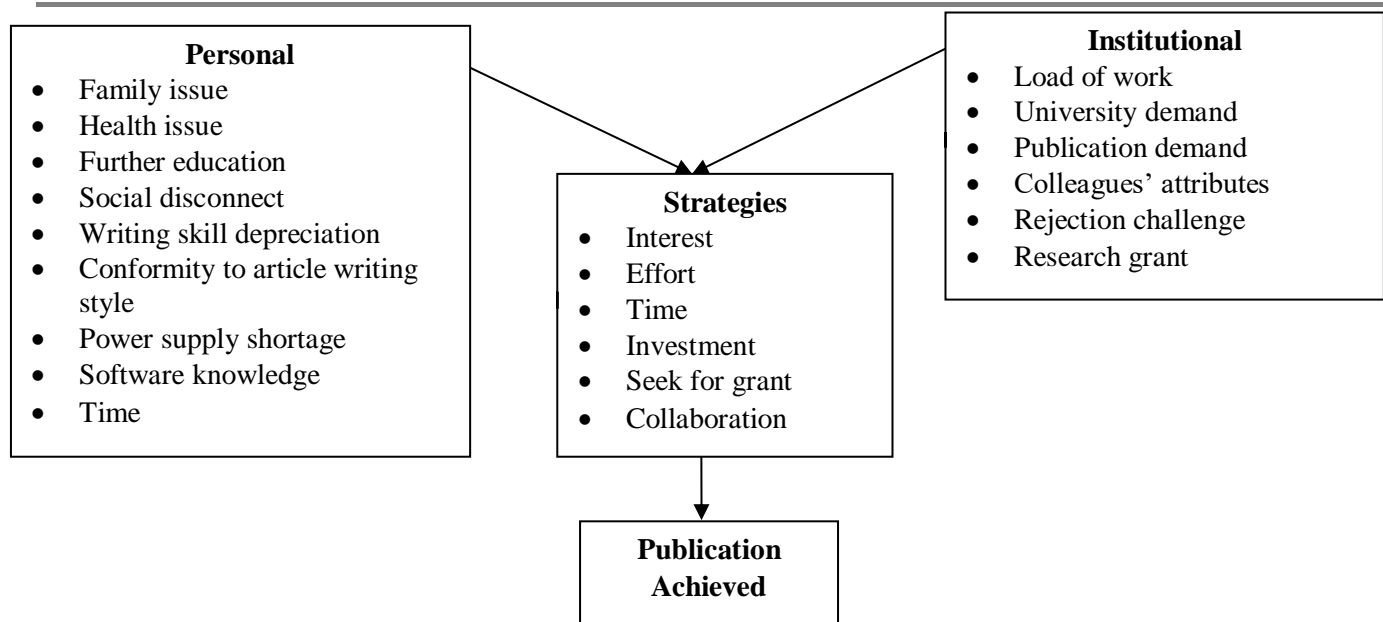 Personal
• Family issue
• Health issue
• Further education
• Social disconnect
• Writing skill depreciation
• Conformity to article writing
style
• Power supply shortage
• Software knowledge
• Time
Institutional
• Load of work
• University demand
• Publication demand
• Colleagues’ attributes
• Rejection challenge
• Research grant
Strategies
• Interest
• Effort
• Time
• Investment
• Seek for grant
• Collaboration
Publication
Achieved